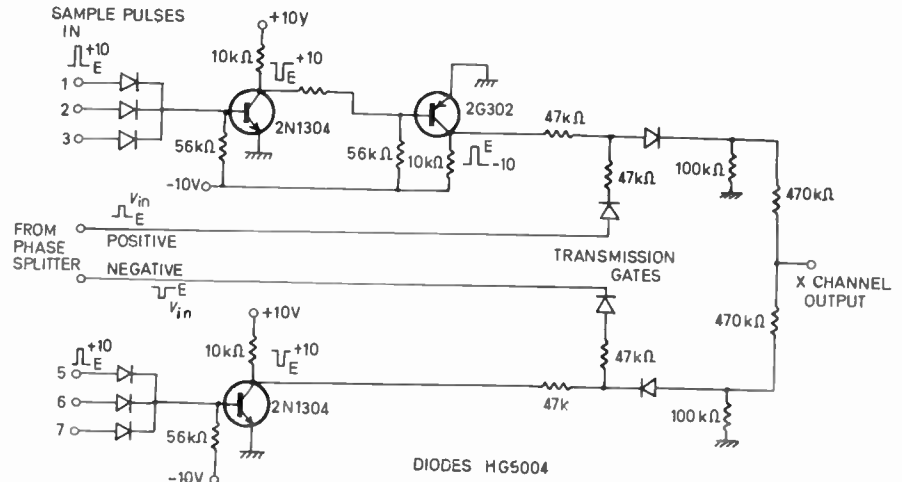 SAMPLE PULSES
IN
+10
E
1
2
3
+10V
10kΩ
+10
E
2N1304
56kΩ
-10V
2G302
56kΩ
10kΩ
E
-10
47kΩ
47kΩ
100kΩ
470kΩ
FROM
PHASE
SPLITTER
Vin
E
POSITIVE
NEGATIVE
E
Vin
TRANSMISSION
GATES
X CHANNEL
OUTPUT
470kΩ
+10V
10kΩ
+10
E
+10
E
5
6
7
2N1304
56kΩ
-10V
47kΩ
47k
100kΩ
DIODES HG5004